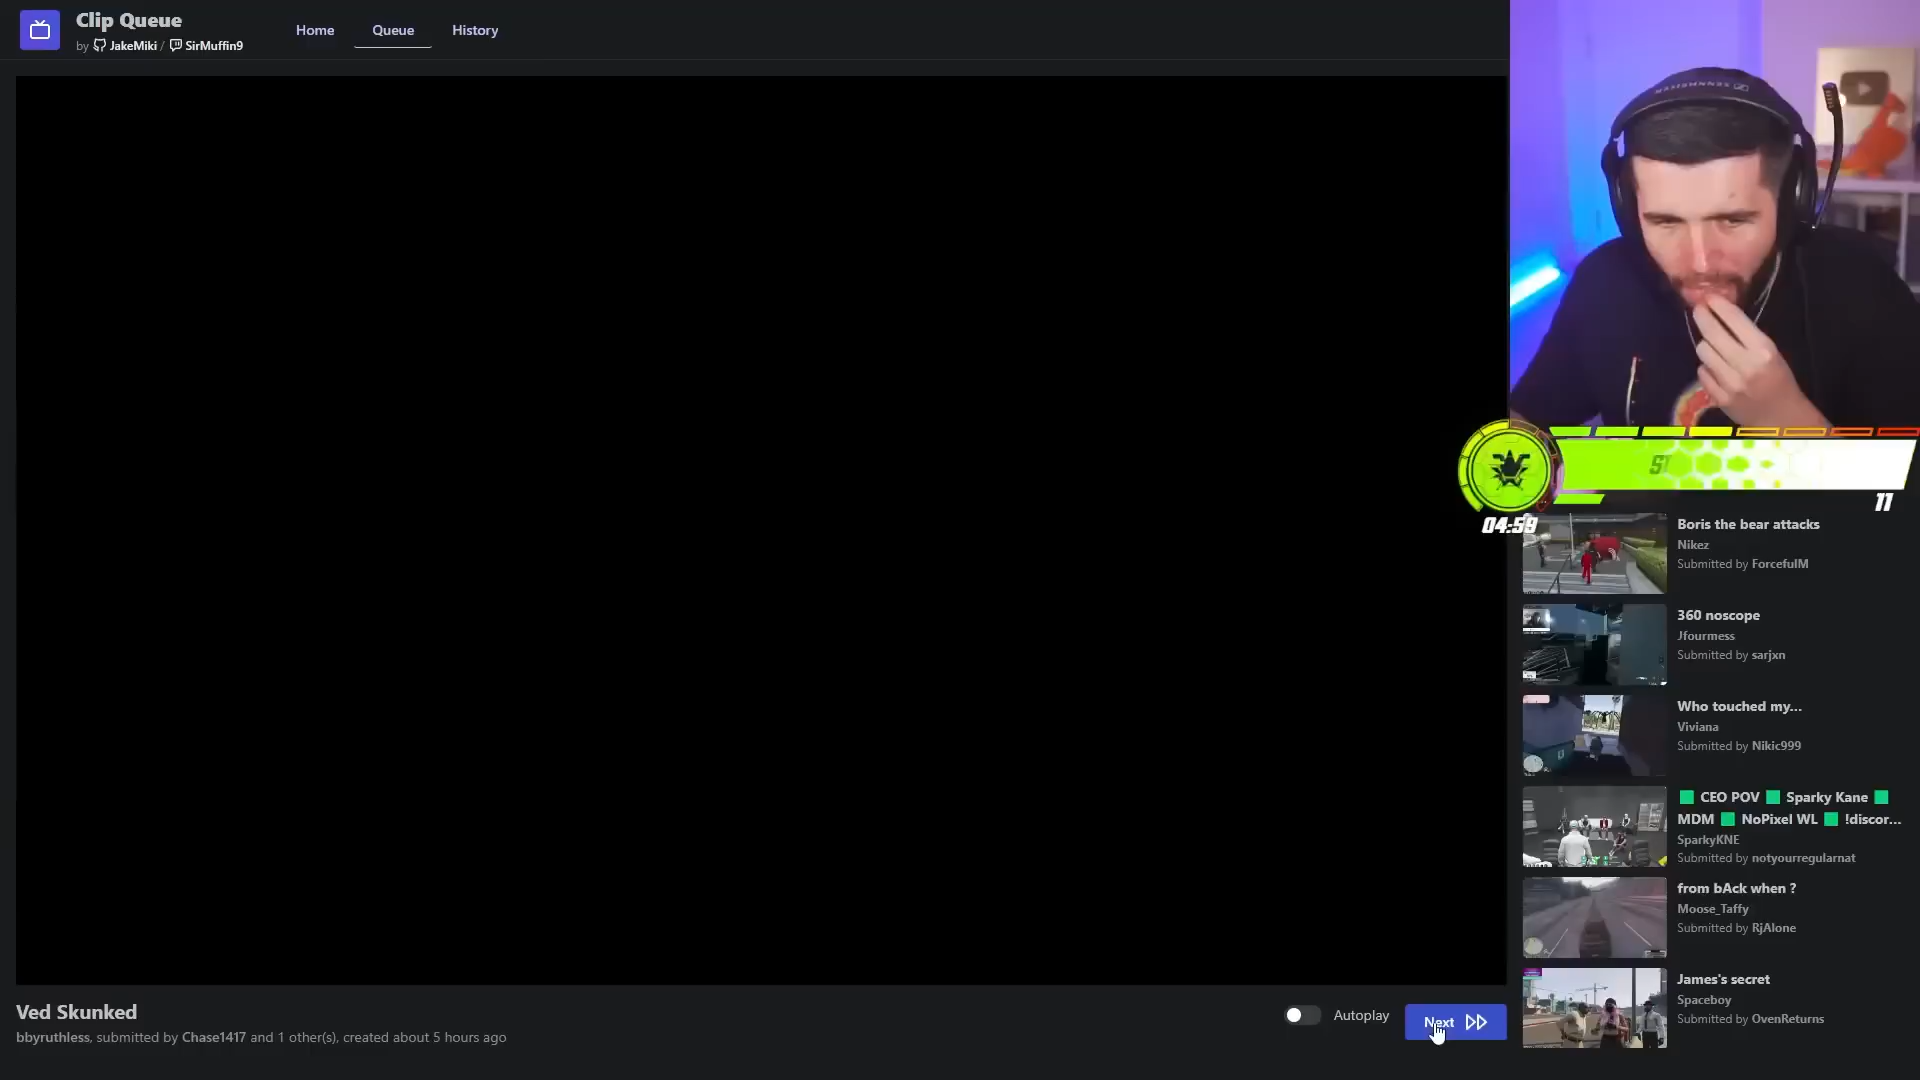 Clip Queue
by JakeMiki / SirMuffin9
Home
Queue
History
SENNHEISER
ST
11
04:59
Boris the bear attacks
Nikez
Submitted by ForcefulM
360 noscope
Jfourmess
Submitted by sarjxn
Who touched my...
Viviana
Submitted by Nikic999
CEO POV Sparky Kane
MDM NoPixel WL !discor...
SparkyKNE
Submitted by notyourregularnat
from bAck when ?
Moose_Taffy
Submitted by RjAlone
James's secret
Spaceboy
Submitted by OvenReturns
Ved Skunked
bbyruthless, submitted by Chase1417 and 1 other(s), created about 5 hours ago
Autoplay
Next